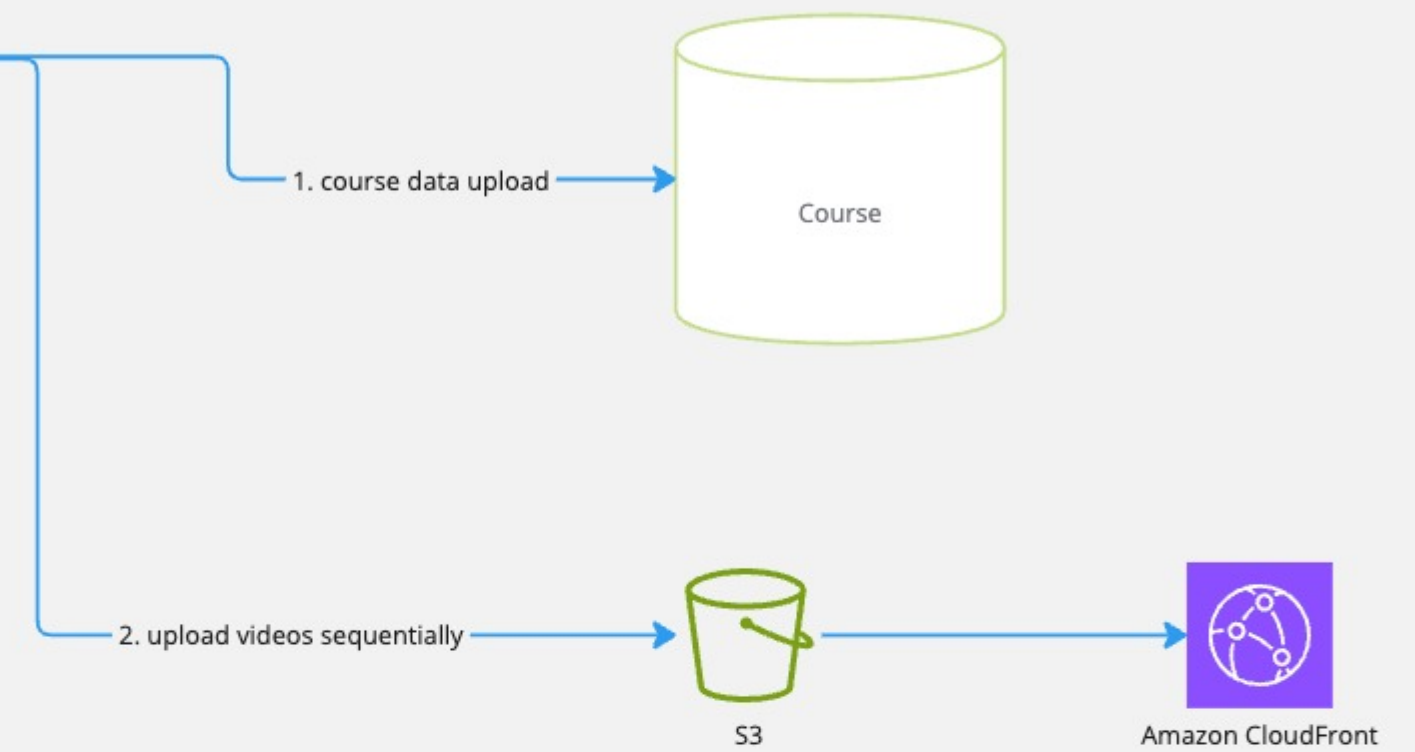 1. course data upload
Course
2. upload videos sequentially
S3
Amazon CloudFront